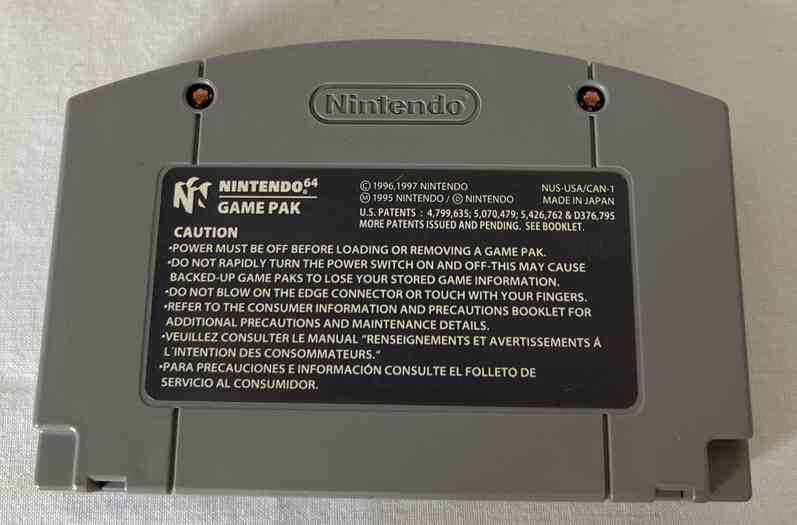 Nintendo®
NINTENDO64
GAME PAK
© 1996,1997 NINTENDO
Ⓜ 1995 NINTENDO / Ⓓ NINTENDO
NUS-USA/CAN-1
MADE IN JAPAN
U.S. PATENTS : 4,799,635; 5,070,479; 5,426,762 & D376,795
MORE PATENTS ISSUED AND PENDING. SEE BOOKLET.
CAUTION
•POWER MUST BE OFF BEFORE LOADING OR REMOVING A GAME PAK.
•DO NOT RAPIDLY TURN THE POWER SWITCH ON AND OFF-THIS MAY CAUSE
BACKED-UP GAME PAKS TO LOSE YOUR STORED GAME INFORMATION.
•DO NOT BLOW ON THE EDGE CONNECTOR OR TOUCH WITH YOUR FINGERS.
•REFER TO THE CONSUMER INFORMATION AND PRECAUTIONS BOOKLET FOR
ADDITIONAL PRECAUTIONS AND MAINTENANCE DETAILS.
•VEUILLEZ CONSULTER LE MANUAL "RENSEIGNEMENTS ET AVERTISSEMENTS Á
L'INTENTION DES CONSOMMATEURS."
•PARA PRECAUCIONES E INFORMACIÓN CONSULTE EL FOLLETO DE
SERVICIO AL CONSUMIDOR.